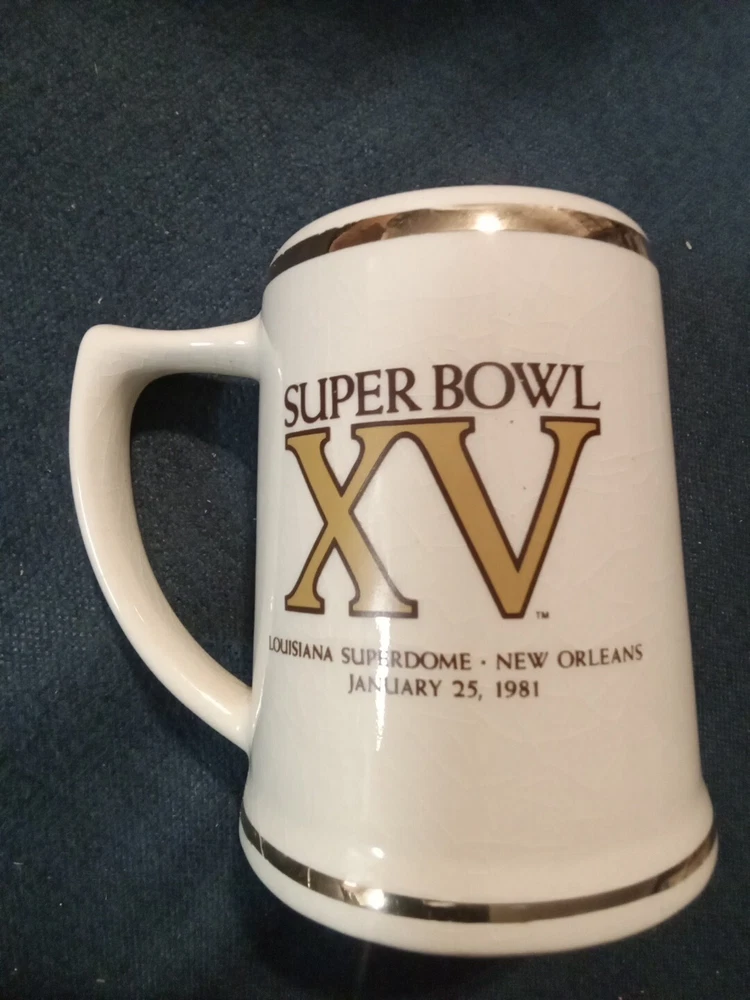 SUPER BOWL
XV™
LOUISIANA SUPERDOME · NEW ORLEANS
JANUARY 25, 1981